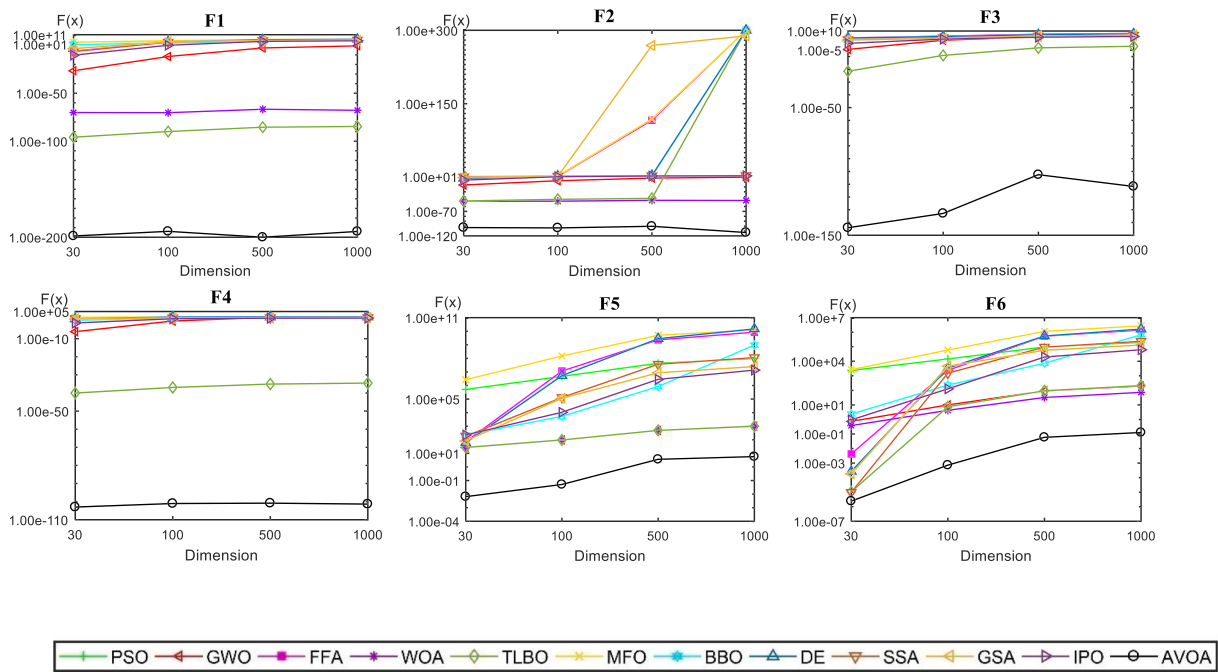 F(x) F1
1.00e+11
1.00e+01
1.00e-50
1.00e-100
1.00e-200
30 100 500 1000
Dimension
F(x) F2
1.00e+300
1.00e+150
1.00e+01
1.00e-70
1.00e-120
30 100 500 1000
Dimension
F(x) F3
1.00e+10
1.00e-5
1.00e-50
1.00e-150
30 100 500 1000
Dimension
F(x) F4
1.00e+05
1.00e-10
1.00e-50
1.00e-110
30 100 500 1000
Dimension
F(x) F5
1.00e+11
1.00e+05
1.00e+01
1.00e-01
1.00e-04
30 100 500 1000
Dimension
F(x) F6
1.00e+7
1.00e+04
1.00e+01
1.00e-01
1.00e-03
1.00e-07
30 100 500 1000
Dimension
PSO GWO FFA WOA TLBO MFO BBO DE SSA GSA IPO AVOA